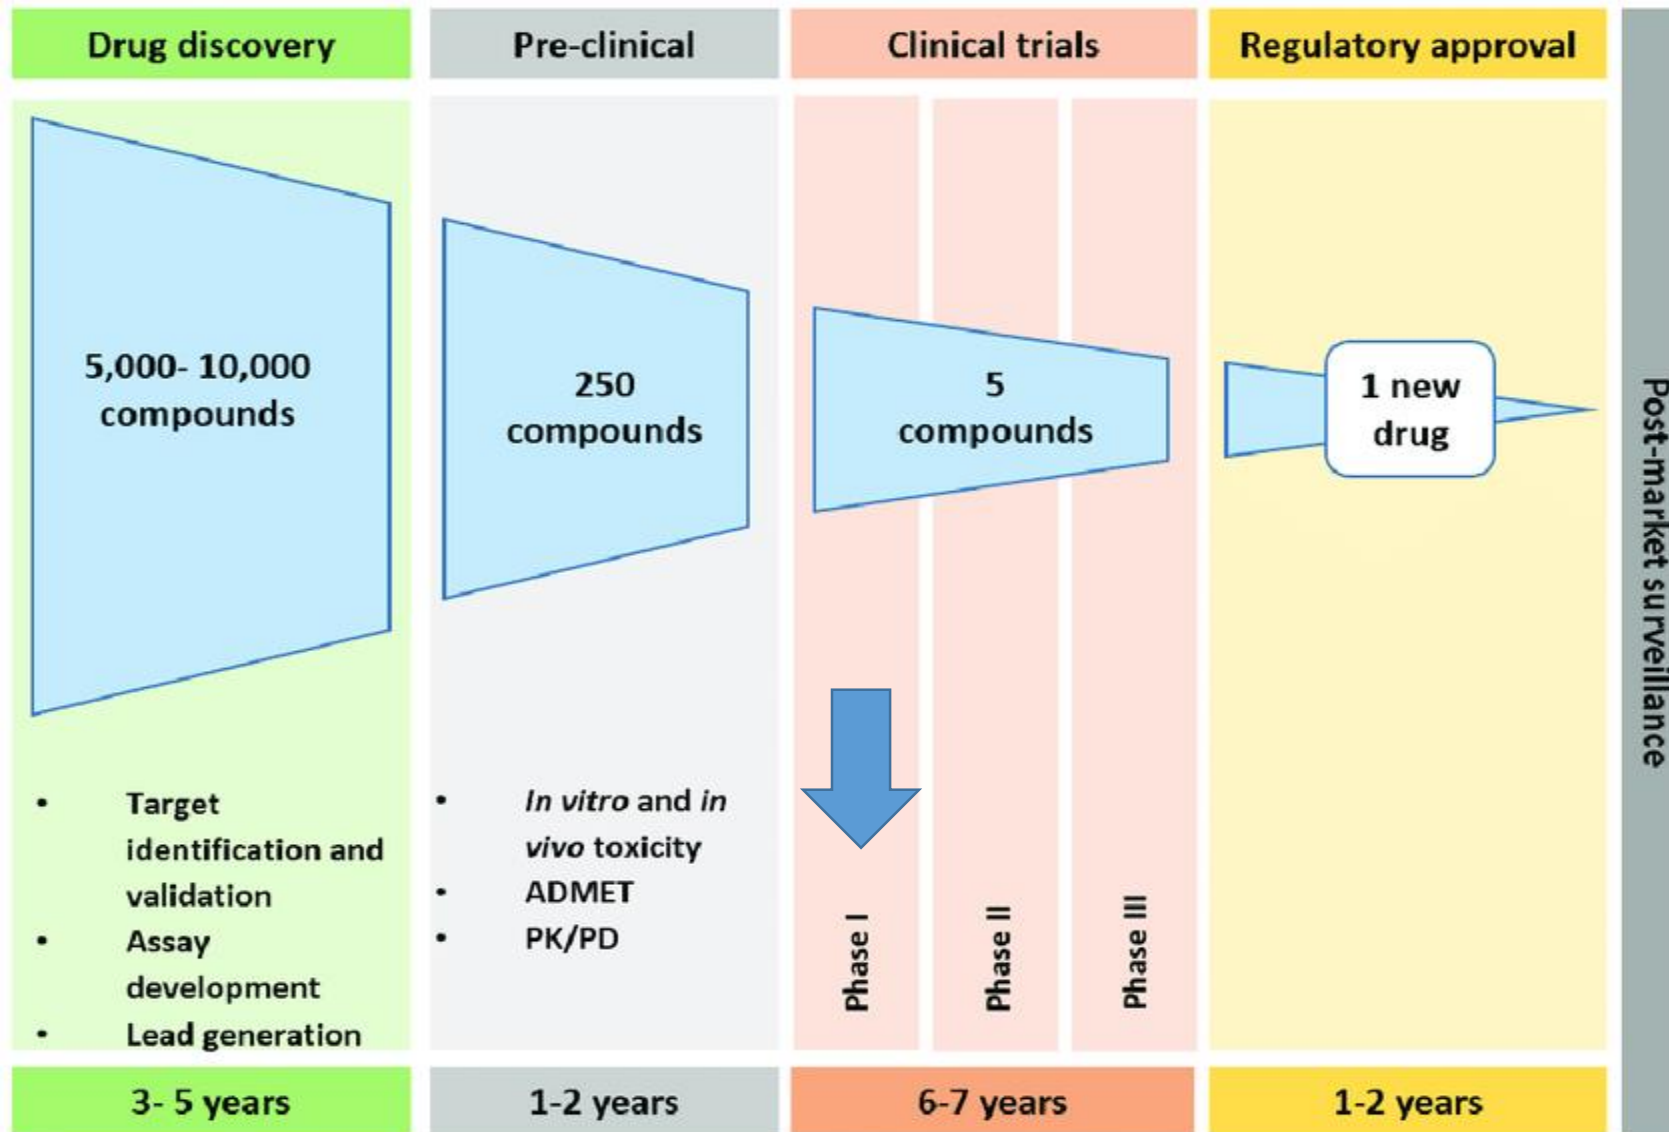 Drug discovery
Pre-clinical
Clinical trials
Regulatory approval
5,000- 10,000
compounds
250
compounds
5
compounds
1 new
drug
• Target
identification and
validation
• Assay
development
• Lead generation
• In vitro and in
vivo toxicity
• ADMET
• PK/PD
Phase I
Phase II
Phase III
3- 5 years
1-2 years
6-7 years
1-2 years
Post-market surveillance